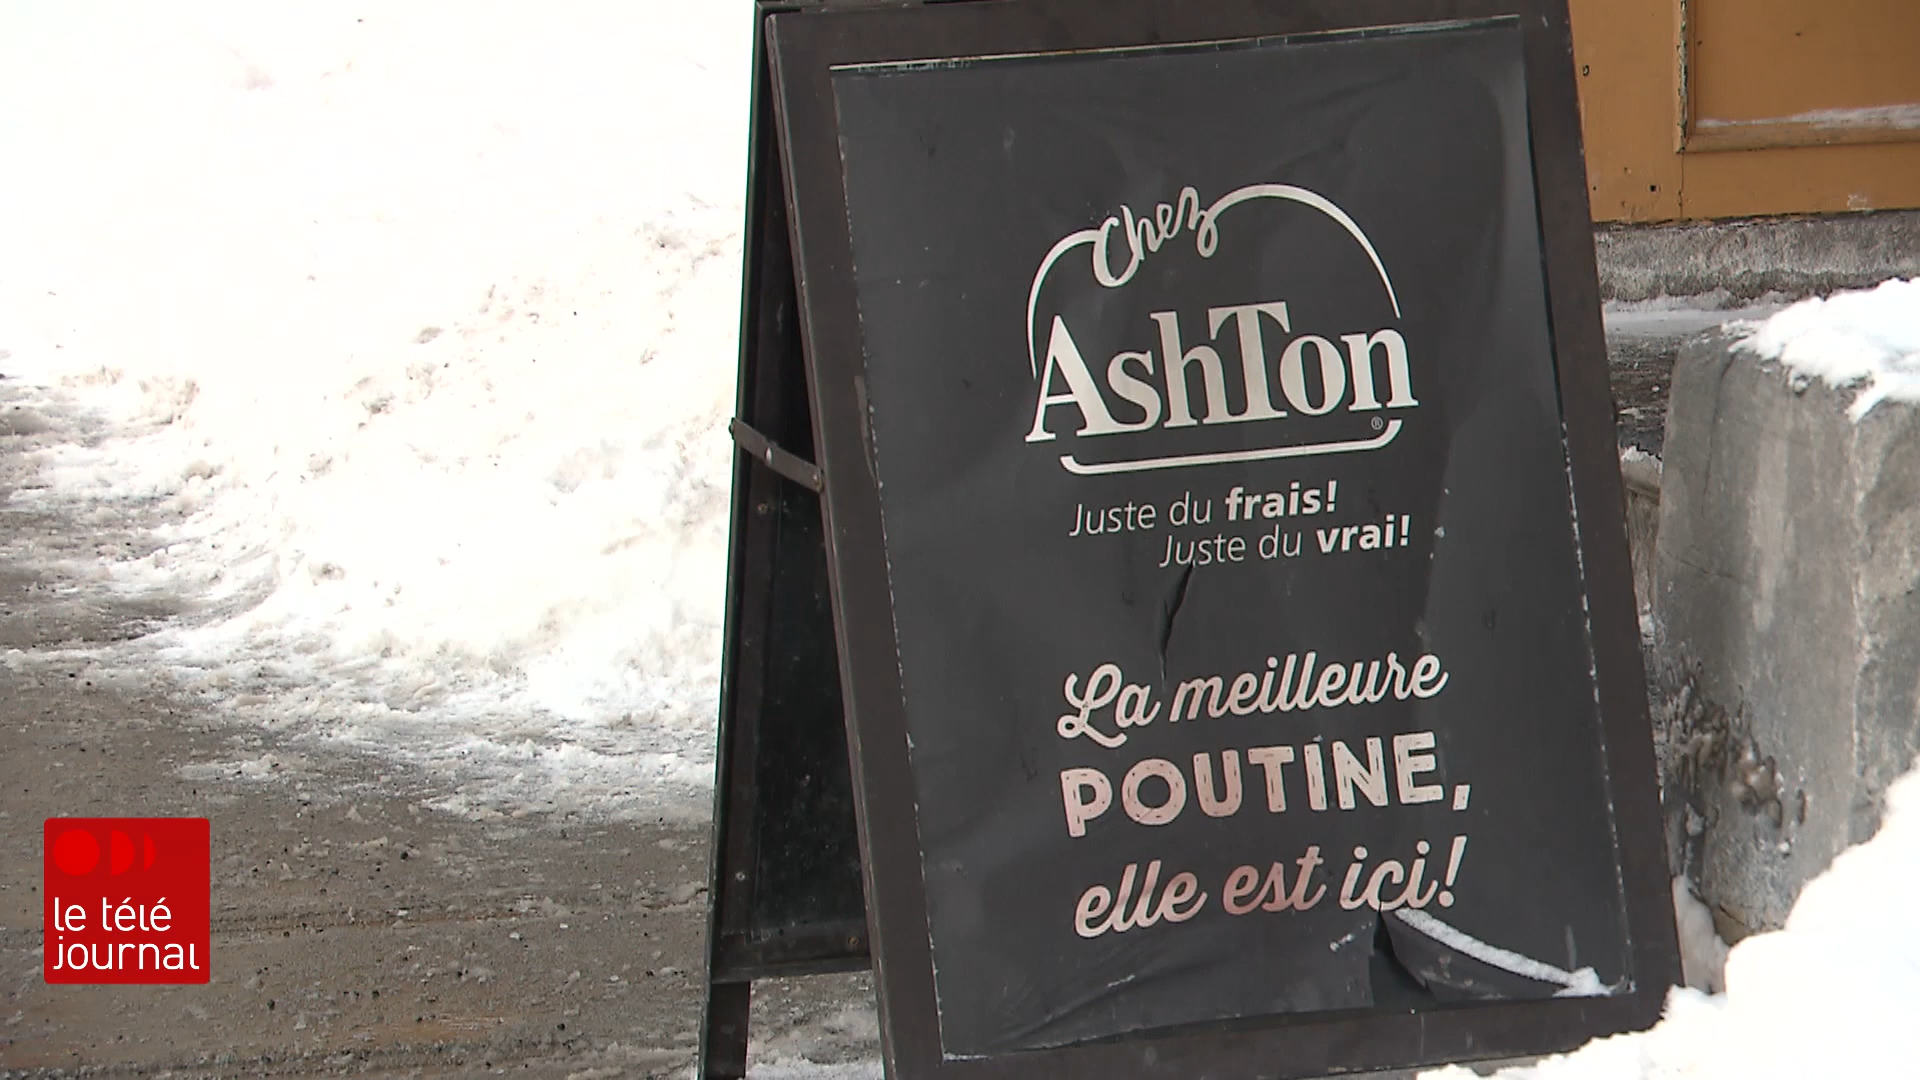 Chez
AshTon
®
Juste du frais!
Juste du vrai!
La meilleure
POUTINE,
elle est ici!
le télé
journal